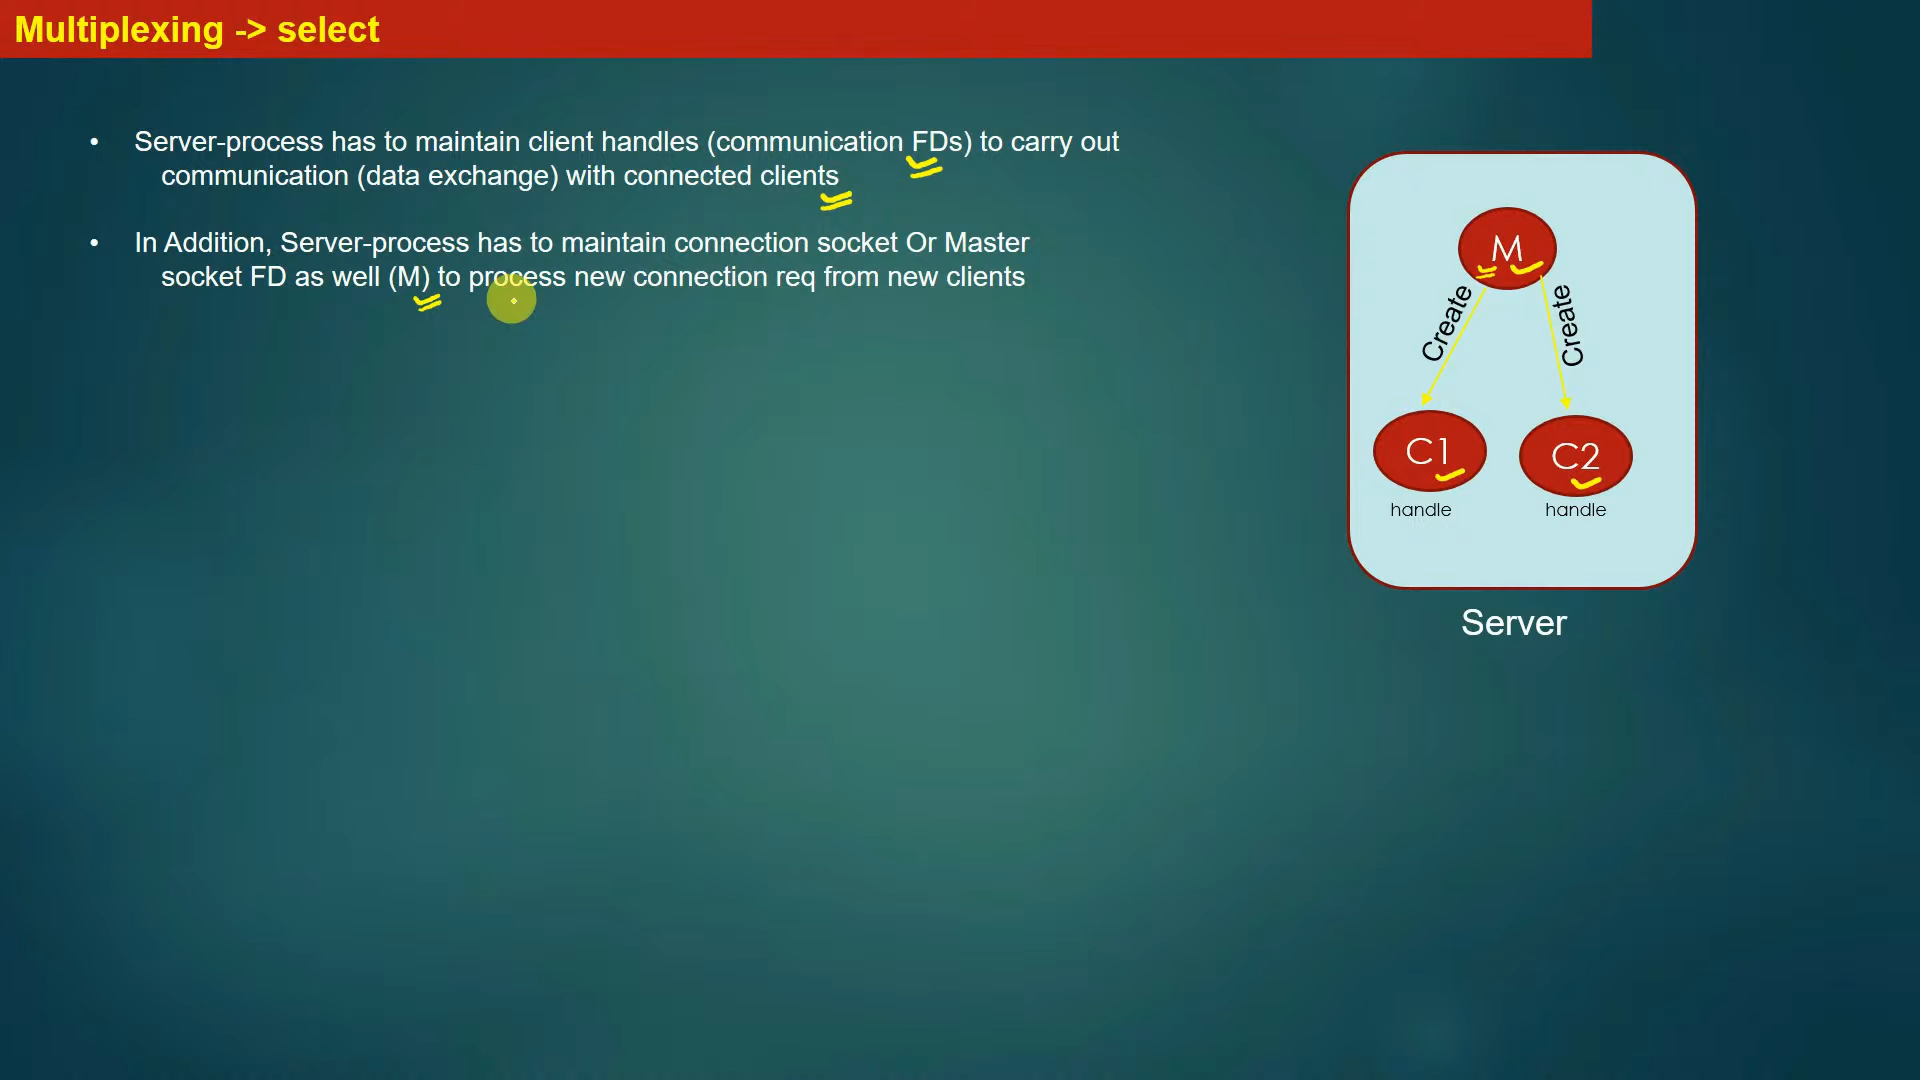 Multiplexing -> select
• Server-process has to maintain client handles (communication FDs) to carry out
communication (data exchange) with connected clients
• In Addition, Server-process has to maintain connection socket Or Master
socket FD as well (M) to process new connection req from new clients
M
Create
Create
C1
C2
handle
handle
Server